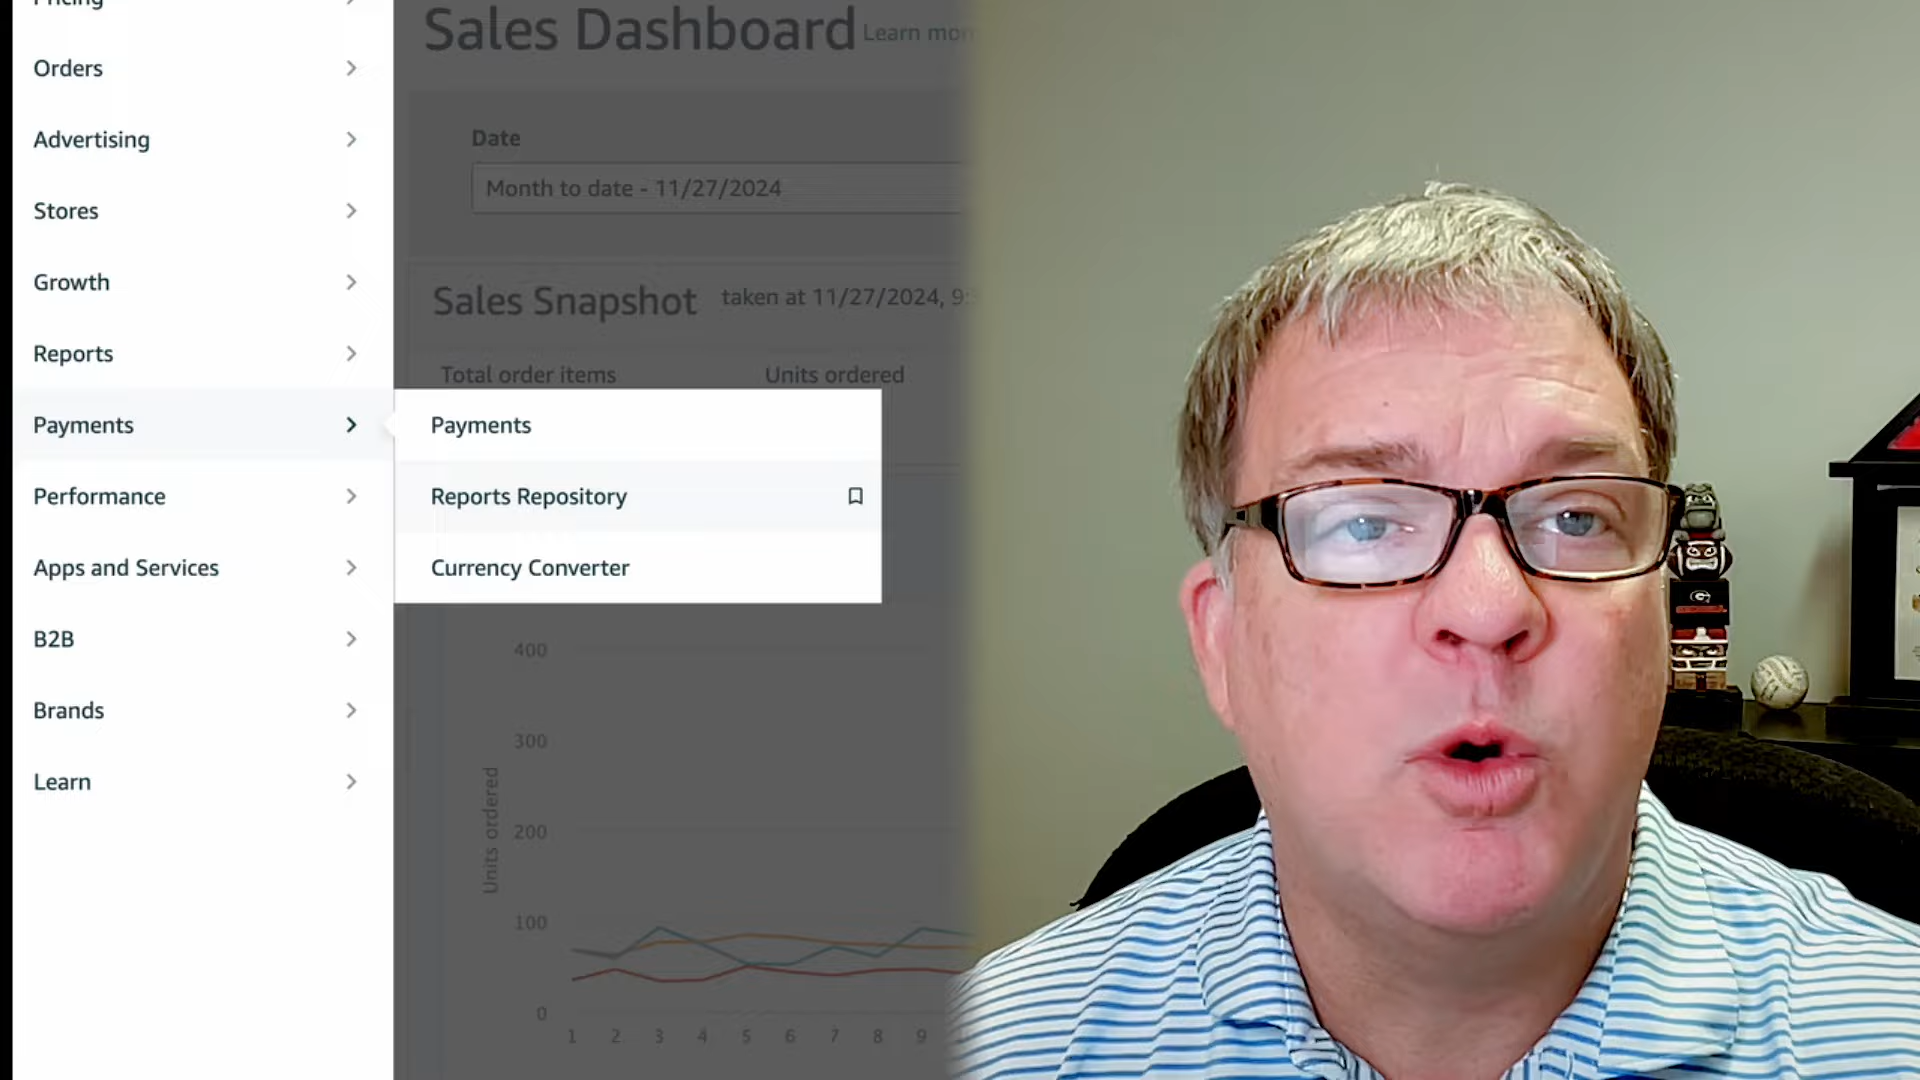 Pricing
Orders
Advertising
Stores
Growth
Reports
Payments
Performance
Apps and Services
B2B
Brands
Learn
Payments
Reports Repository
Currency Converter
Sales Dashboard
Learn
Date
Month to date - 11/27/2024
Sales Snapshot
taken at 11/27/2024,
Total order items
Units ordered
Units ordered
400
300
200
100
0
1 2 3 4 5 6 7 8 9